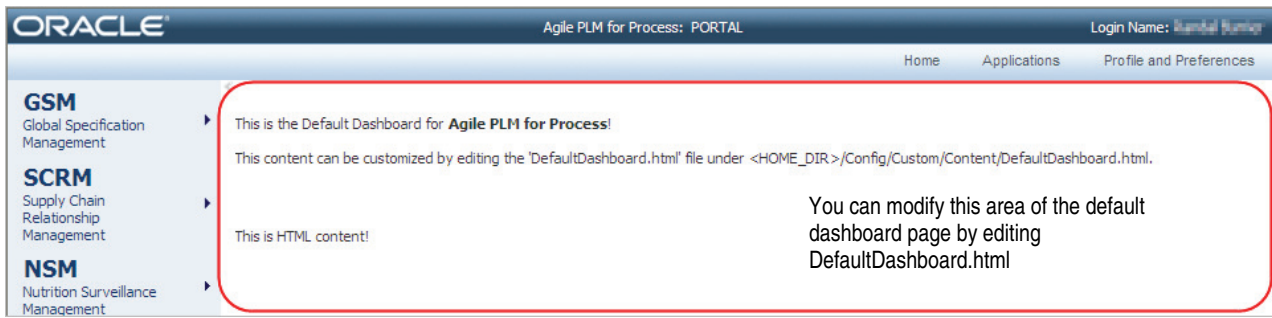 ORACLE
Agile PLM for Process: PORTAL
Login Name:
Home Applications Profile and Preferences
GSM
Global Specification
Management
SCRM
Supply Chain
Relationship
Management
NSM
Nutrition Surveillance
Management
This is the Default Dashboard for Agile PLM for Process!
This content can be customized by editing the 'DefaultDashboard.html' file under <HOME_DIR>/Config/Custom/Content/DefaultDashboard.html.
This is HTML content!
You can modify this area of the default
dashboard page by editing
DefaultDashboard.html